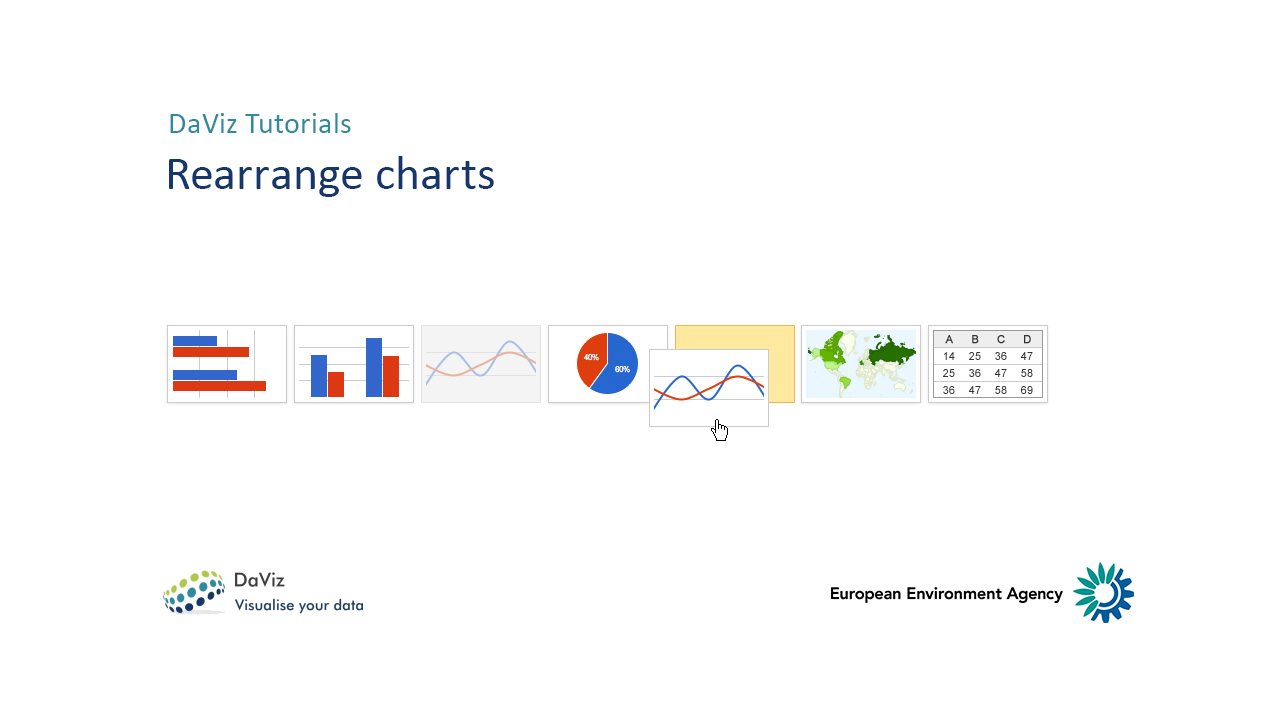 DaViz Tutorials
Rearrange charts
40%
60%
A B C D
14 25 36 47
25 36 47 58
36 47 58 69
DaViz
Visualise your data
European Environment Agency